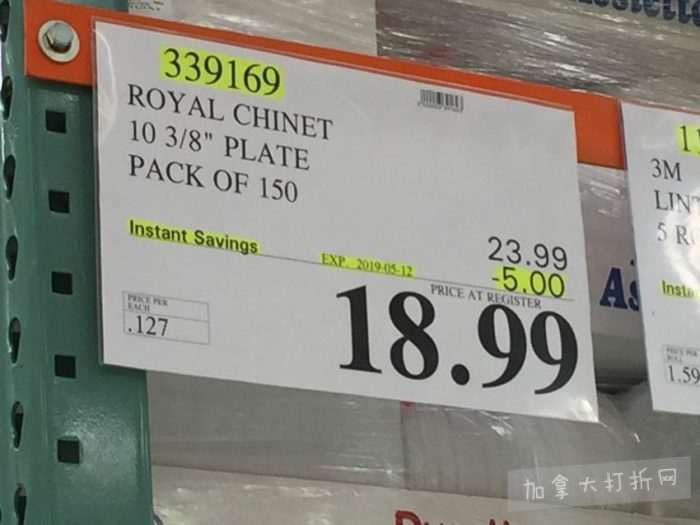 339169
ROYAL CHINET
10 3/8" PLATE
PACK OF 150
Instant Savings
EXP. 2019-05-12
23.99
-5.00
PRICE AT REGISTER
18.99
PRICE PER
EACH
.127
3M
5
1.59
加拿大打折网